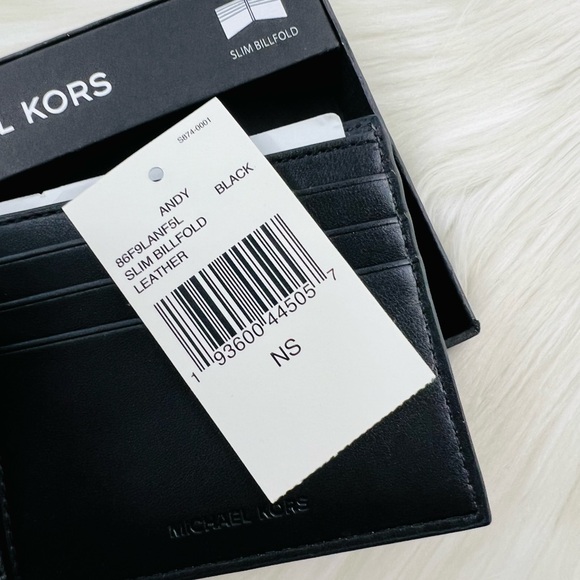 SLIM BILLFOLD
L KORS
S874-0001
ANDY
86F9LANF5L BLACK
SLIM BILLFOLD
LEATHER
1 93600 44505 7
NS
MICHAEL KORS